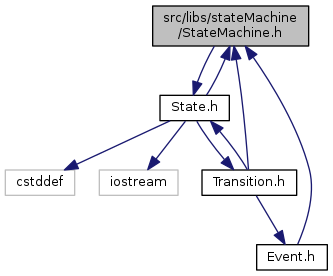 src/libs/stateMachine
/StateMachine.h
State.h
cstddef
iostream
Transition.h
Event.h